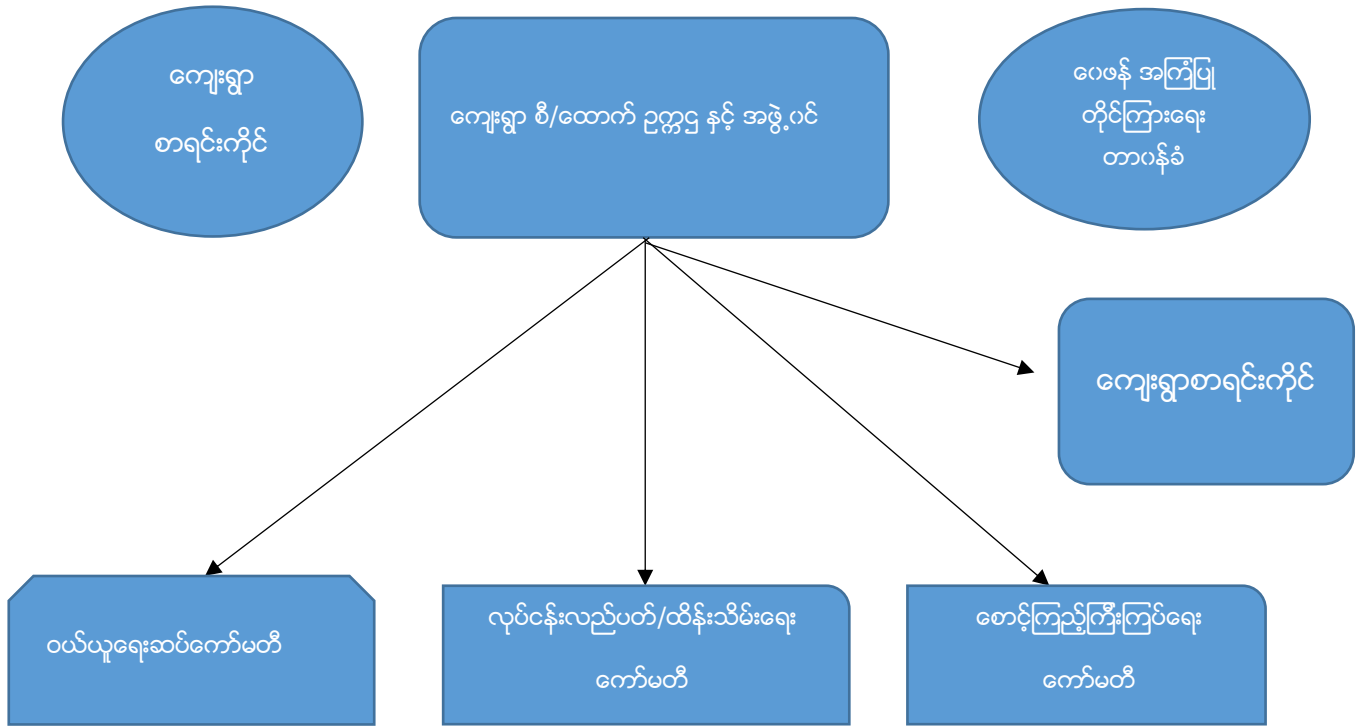 ကျေးရွာ
စာရင်းကိုင်
ကျေးရွာ စီ/ထောက် ဥက္ကဌ နှင့် အဖွဲ့ဝင်
ဝေဖန် အကြံပြု
တိုင်ကြားရေး
တာဝန်ခံ
ကျေးရွာစာရင်းကိုင်
ဝယ်ယူရေးဆပ်ကော်မတီ
လုပ်ငန်းလည်ပတ်/ထိန်းသိမ်းရေး
ကော်မတီ
စောင့်ကြည့်ကြီးကြပ်ရေး
ကော်မတီ